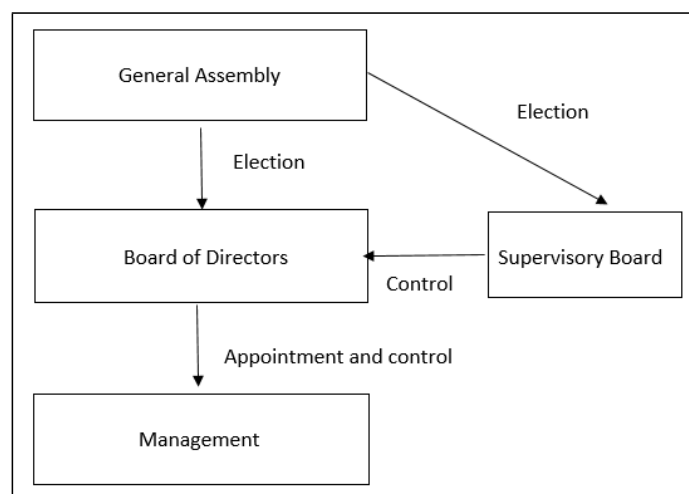 General Assembly
Election
Election
Board of Directors
Supervisory Board
Control
Appointment and control
Management